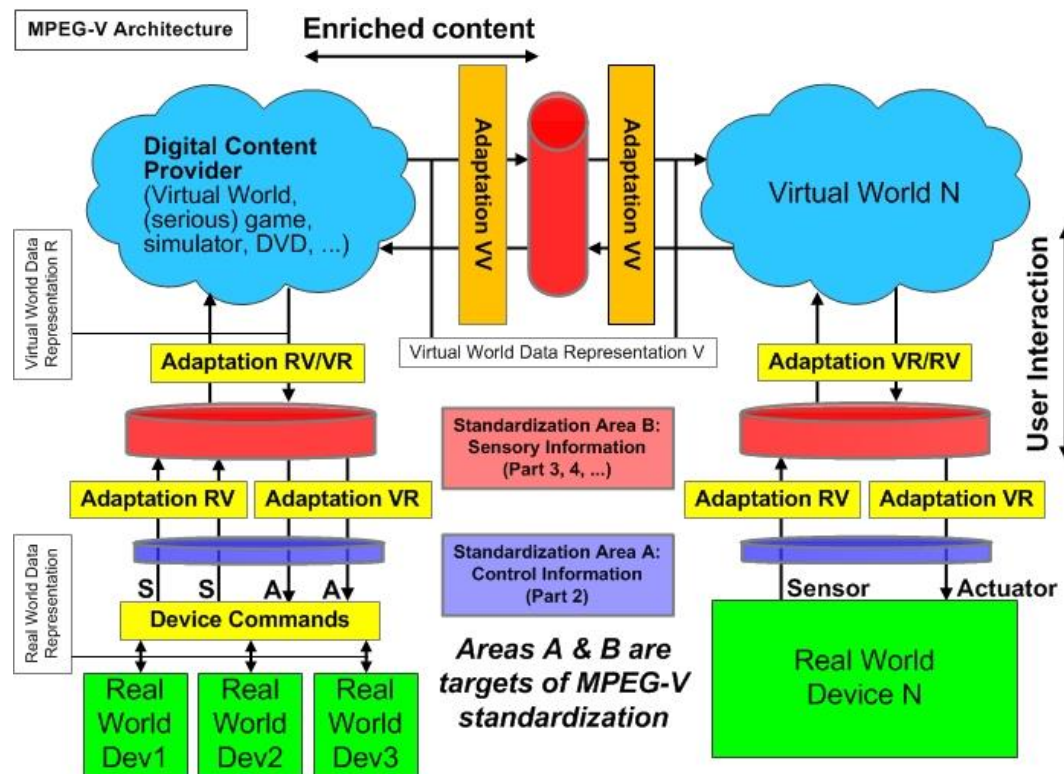 MPEG-V Architecture
Enriched content
Digital Content
Provider
(Virtual World,
(serious) game,
simulator, DVD, ...)
Adaptation VV
Adaptation VV
Virtual World N
Virtual World Data
Representation R
Virtual World Data Representation V
User Interaction
Adaptation RV/VR
Adaptation VR/RV
Standardization Area B:
Sensory Information
(Part 3, 4, ...)
Adaptation RV
Adaptation VR
Adaptation RV
Adaptation VR
Standardization Area A:
Control Information
(Part 2)
Real World Data
Representation
S
S
A
A
Sensor
Actuator
Device Commands
Areas A & B are
targets of MPEG-V
standardization
Real
World
Dev1
Real
World
Dev2
Real
World
Dev3
Real World
Device N